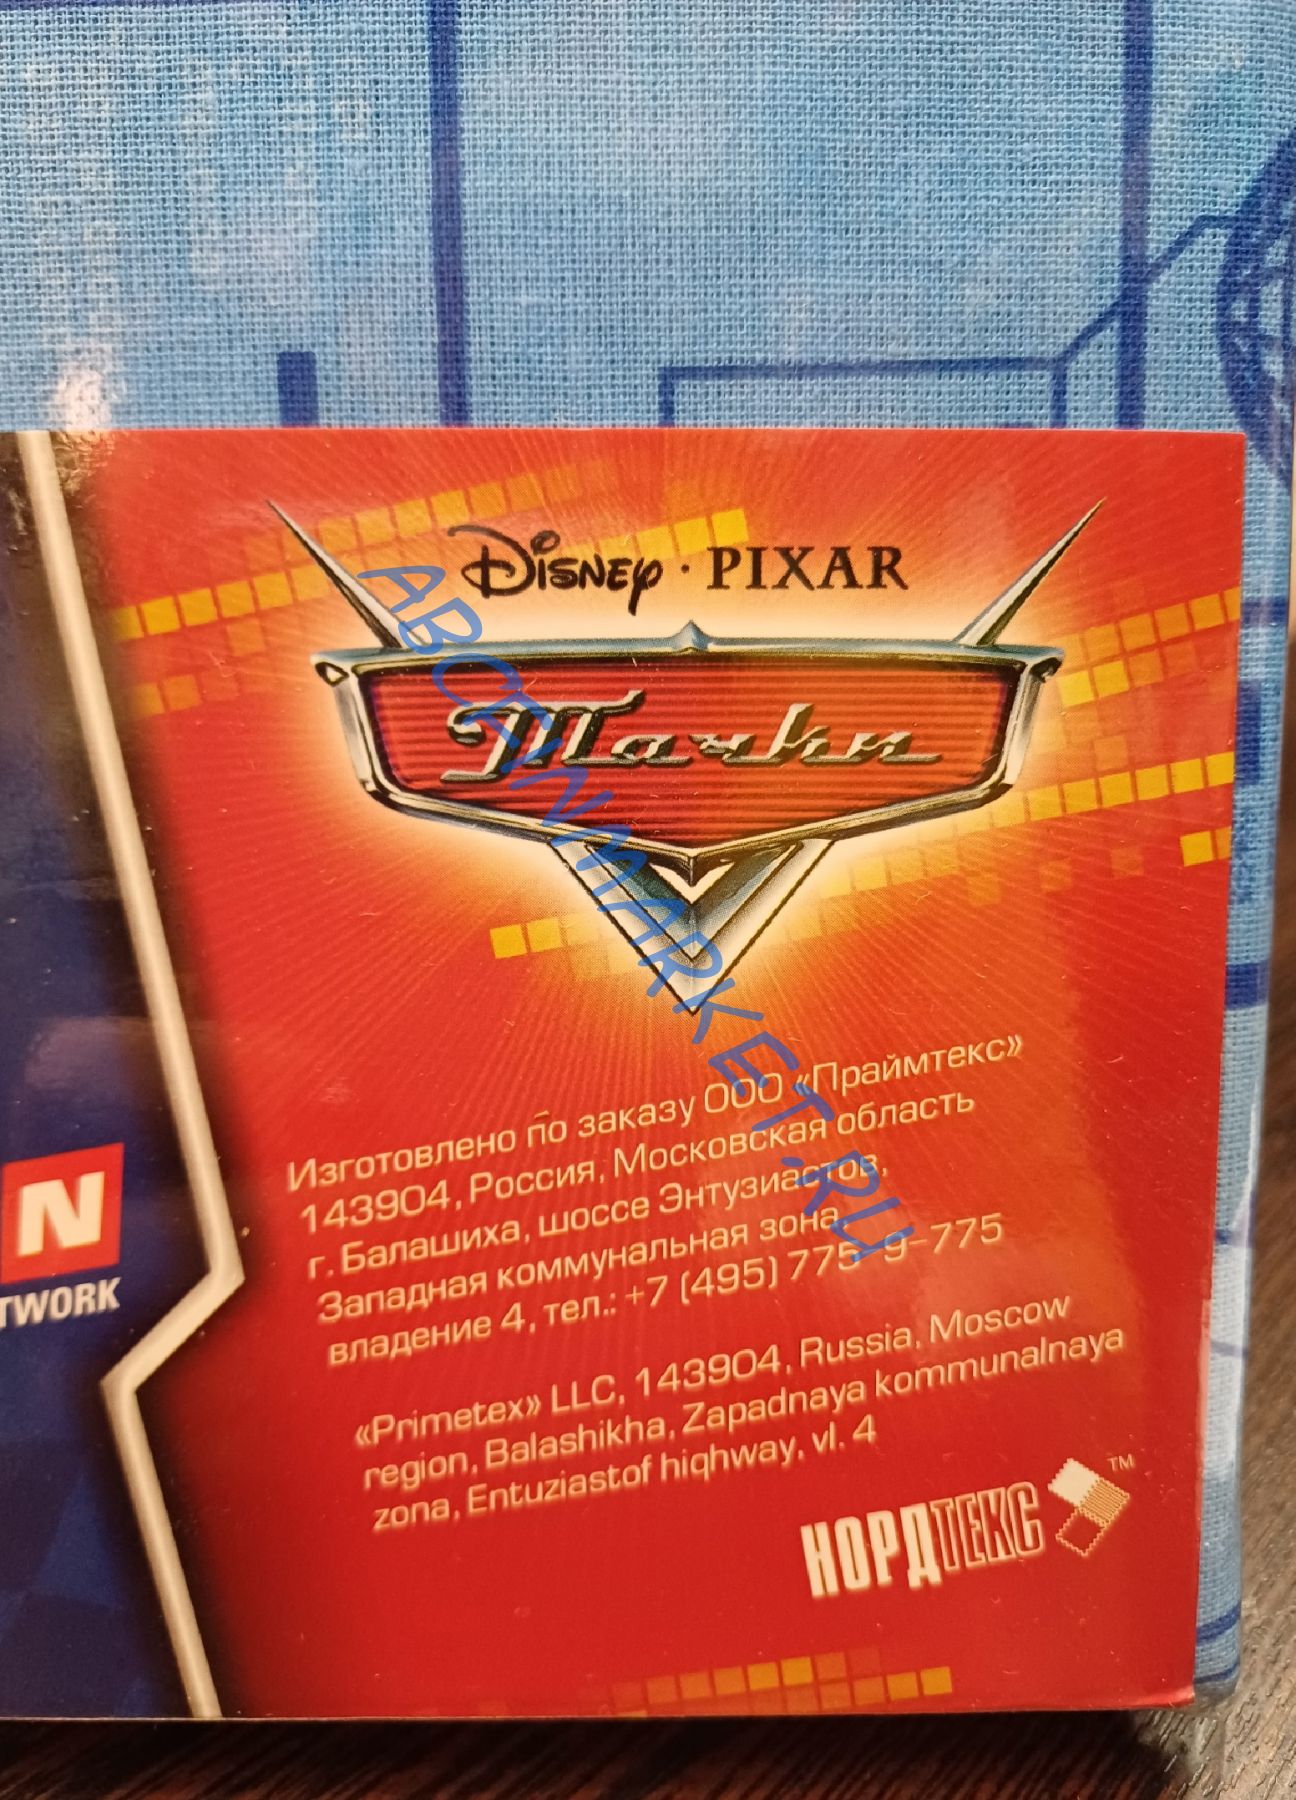 Disney · PIXAR
Тачки
Изготовлено по заказу ООО «Праймтекс»
143904, Россия, Московская область
г. Балашиха, шоссе Энтузиастов,
Западная коммунальная зона,
владение 4, тел.: +7 (495) 775-9-775
«Primetex» LLC, 143904, Russia, Moscow
region, Balashikha, Zapadnaya kommunalnaya
zona, Entuziastof hiqhway, vl. 4
НОРДТЕКС™
N
TWORK
ABCFINMARKET.RU